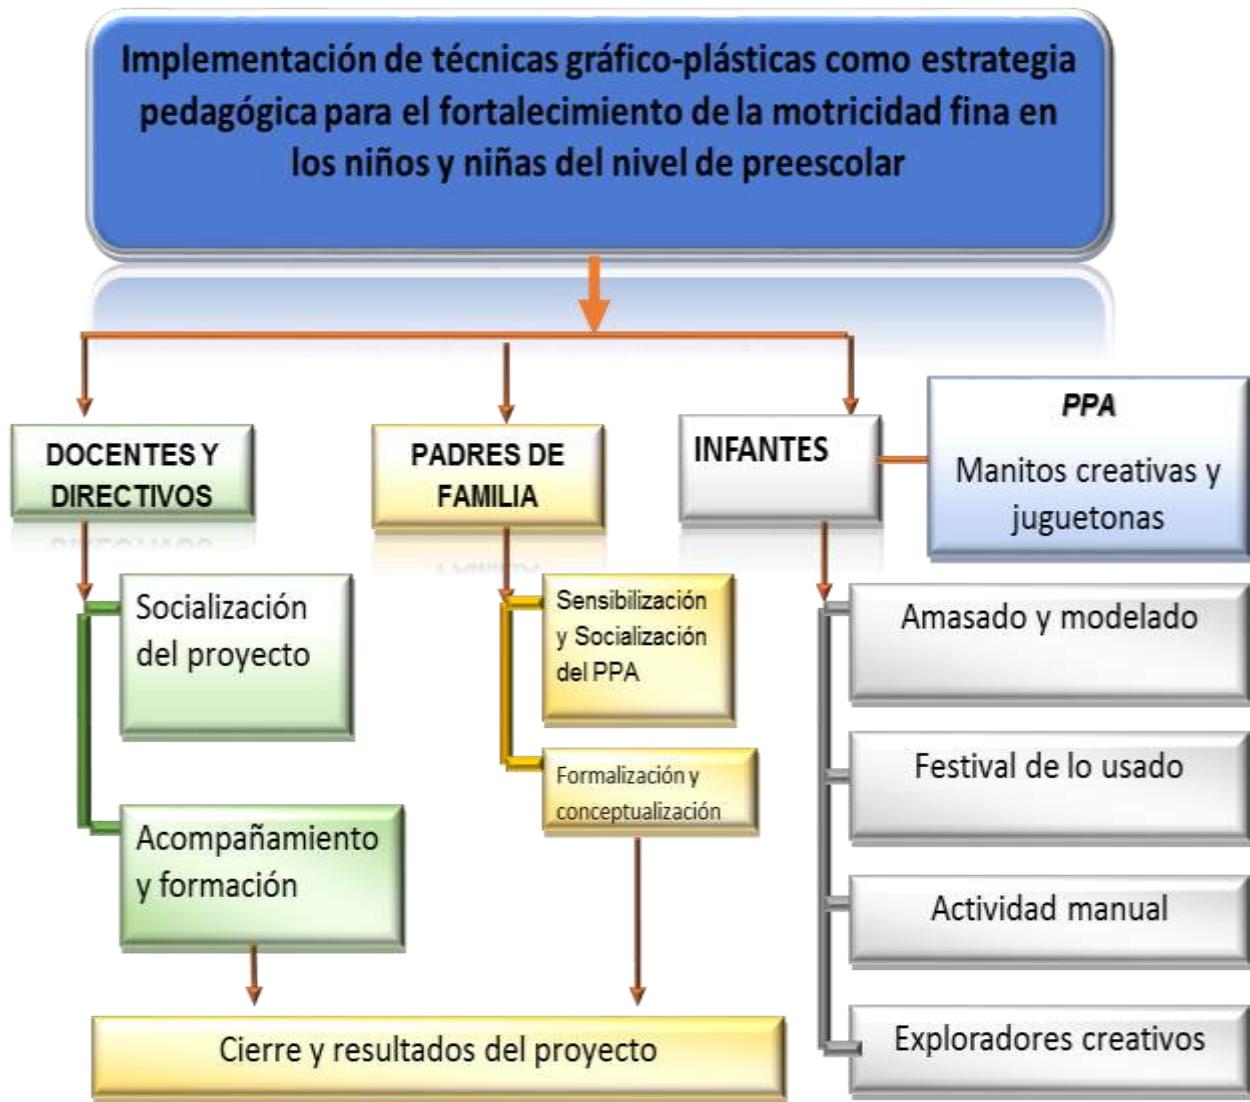 Implementación de técnicas gráfico-plásticas como estrategia
pedagógica para el fortalecimiento de la motricidad fina en
los niños y niñas del nivel de preescolar
DOCENTES Y
DIRECTIVOS
PADRES DE
FAMILIA
INFANTES
PPA
Manitos creativas y
juguetonas
Socialización
del proyecto
Acompañamiento
y formación
Sensibilización
y Socialización
del PPA
Formalización y
conceptualización
Amasado y modelado
Festival de lo usado
Actividad manual
Exploradores creativos
Cierre y resultados del proyecto